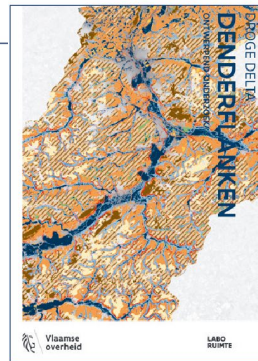 DROGE DELTA
DENDERFLANKEN
ONTWERPEND ONDERZOEK
Vlaamse
overheid
LABO
RUIMTE